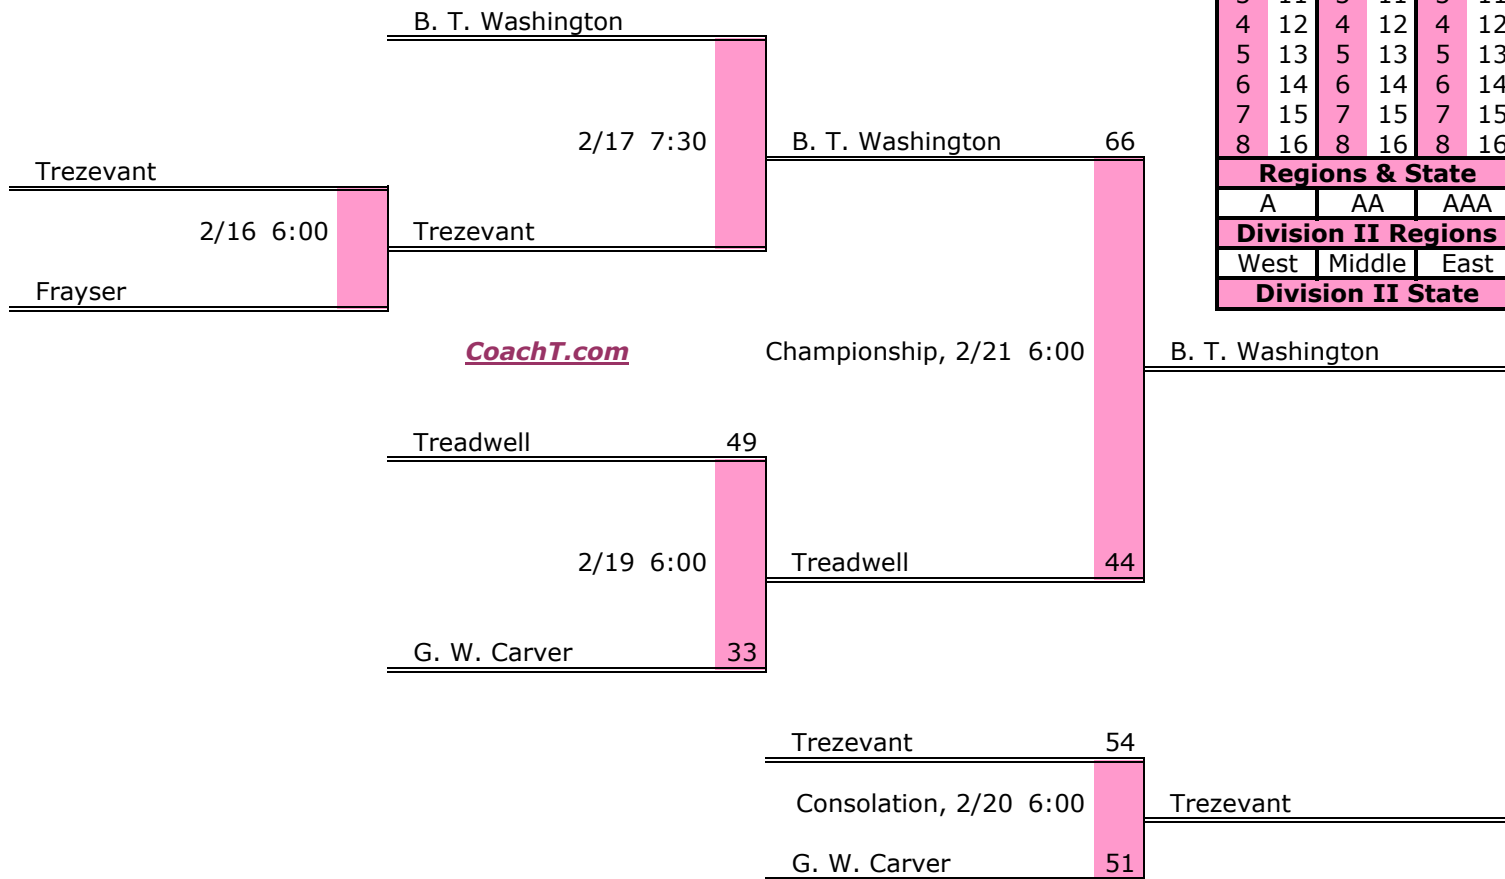 B. T. Washington
4 12 4 12 4 12
5 13 5 13 5 13
6 14 6 14 6 14
2/17 7:30 B. T. Washington 66
7 15 7 15 7 15
8 16 8 16 8 16
Trezevant
Regions & State
A AA AAA
2/16 6:00 Trezevant
Division II Regions
West Middle East
Frayser
Division II State
CoachT.com Championship, 2/21 6:00 B. T. Washington
Treadwell 49
2/19 6:00 Treadwell 44
G. W. Carver 33
Trezevant 54
Consolation, 2/20 6:00 Trezevant
G. W. Carver 51